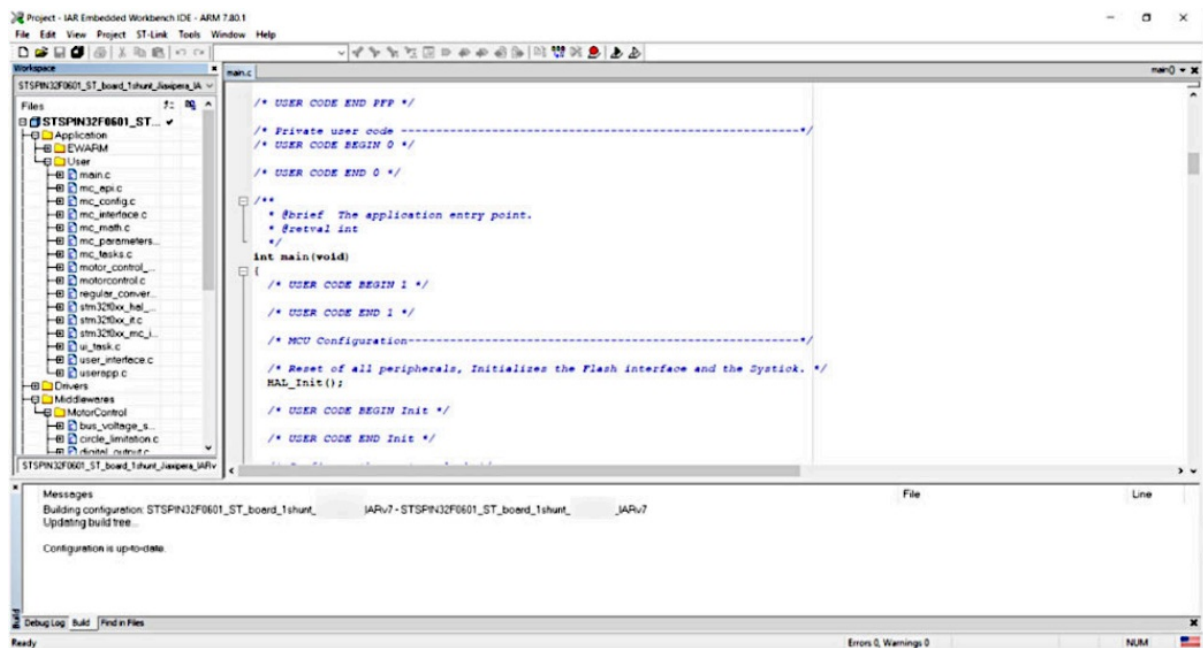 Project - IAR Embedded Workbench IDE - ARM 7.80.1
File Edit View Project ST-Link Tools Window Help
Workspace
main.c
main()
STSPIN32F0601_ST_board_1shunt_Jiaxipera_IA
Files
STSPIN32F0601_ST...
Application
EWARM
User
main.c
mc_api.c
mc_config.c
mc_interface.c
mc_math.c
mc_parameters...
mc_tasks.c
motor_control_...
motorcontrol.c
regular_conver...
stm32f0xx_hal_...
stm32f0xx_it.c
stm32f0xx_mc_i...
ui_task.c
user_interface.c
userapp.c
Drivers
Middlewares
MotorControl
bus_voltage_s...
circle_limitation.c
digital_output.c
STSPIN32F0601_ST_board_1shunt_Jiaxipera_IARv
/* USER CODE END PFP */
/* Private user code ---------------------------------------------------------*/
/* USER CODE BEGIN 0 */
/* USER CODE END 0 */
/**
* @brief The application entry point.
* @retval int
*/
int main(void)
{
/* USER CODE BEGIN 1 */
/* USER CODE END 1 */
/* MCU Configuration--------------------------------------------------------*/
/* Reset of all peripherals, Initializes the Flash interface and the Systick. */
HAL_Init();
/* USER CODE BEGIN Init */
/* USER CODE END Init */
Messages File Line
Building configuration: STSPIN32F0601_ST_board_1shunt_ IARv7 - STSPIN32F0601_ST_board_1shunt_ _IARv7
Updating build tree...
Configuration is up-to-date.
Build
Debug Log Build Find in Files
Ready Errors 0, Warnings 0 NUM